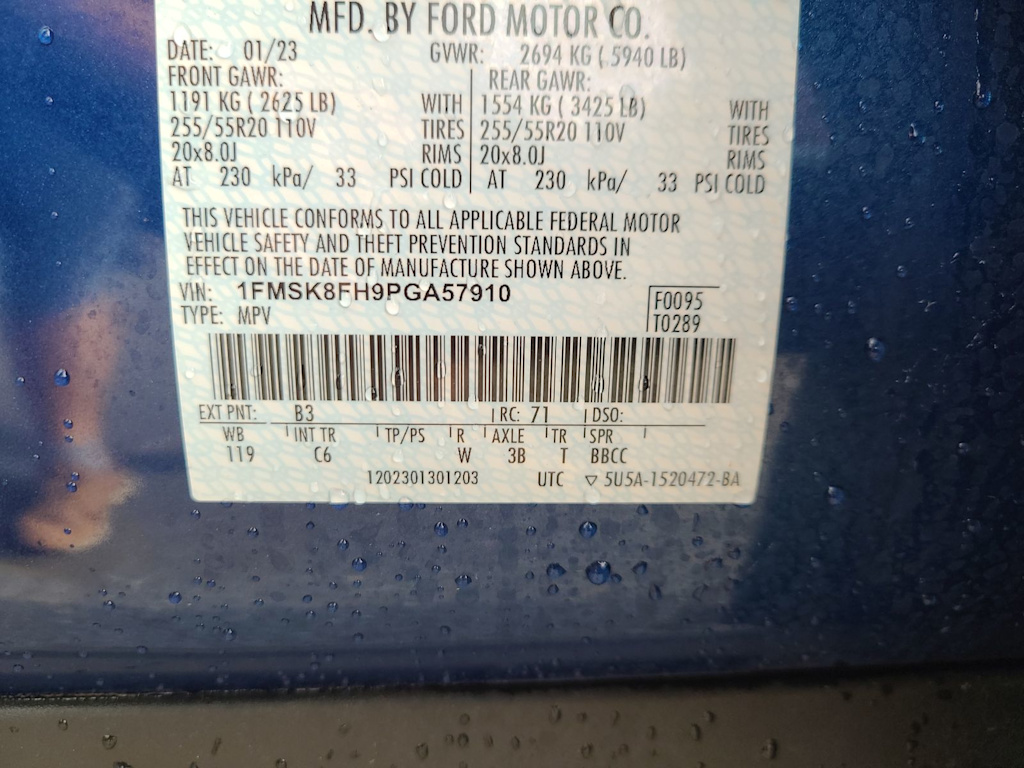 MFD. BY FORD MOTOR CO.
DATE: 01/23 GVWR: 2694 KG ( 5940 LB)
FRONT GAWR: REAR GAWR:
1191 KG ( 2625 LB) WITH 1554 KG ( 3425 LB) WITH
255/55R20 110V TIRES 255/55R20 110V TIRES
20x8.0J RIMS 20x8.0J RIMS
AT 230 kPa/ 33 PSI COLD AT 230 kPa/ 33 PSI COLD
THIS VEHICLE CONFORMS TO ALL APPLICABLE FEDERAL MOTOR
VEHICLE SAFETY AND THEFT PREVENTION STANDARDS IN
EFFECT ON THE DATE OF MANUFACTURE SHOWN ABOVE.
VIN: 1FMSK8FH9PGA57910 F0095
TYPE: MPV T0289
EXT PNT: B3 RC: 71 DSO:
WB INT TR TP/PS R AXLE TR SPR
119 C6 W 3B T BBCC
1202301301203 UTC ▽ 5U5A-1520472-BA